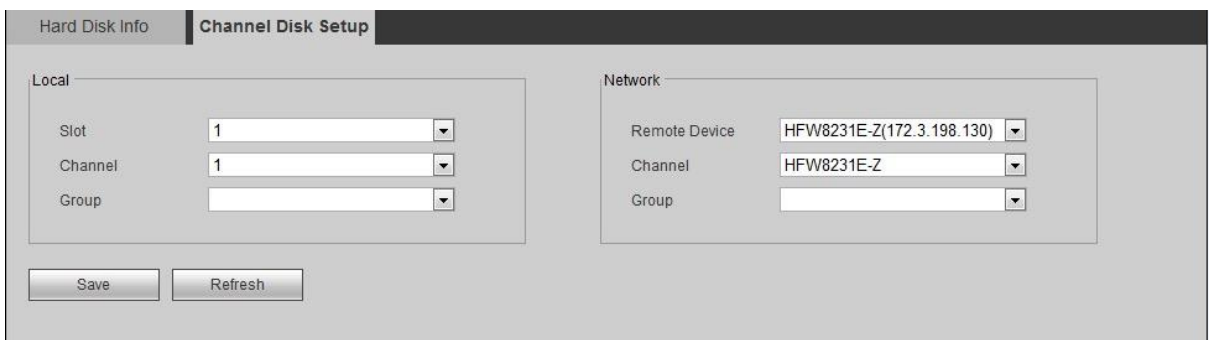 Hard Disk Info
Channel Disk Setup
Local
Slot
1
Channel
1
Group
Network
Remote Device
HFW8231E-Z(172.3.198.130)
Channel
HFW8231E-Z
Group
Save
Refresh